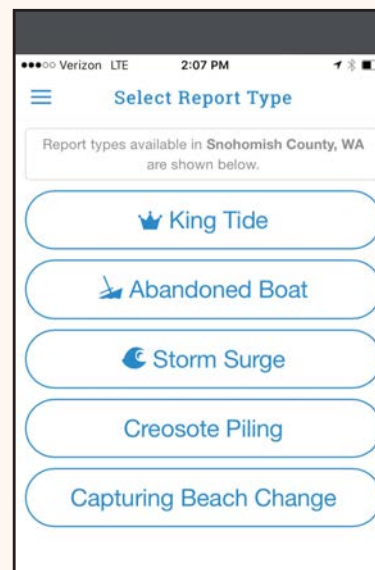 Verizon LTE 2:07 PM
Select Report Type
Report types available in Snohomish County, WA
are shown below.
King Tide
Abandoned Boat
Storm Surge
Creosote Piling
Capturing Beach Change